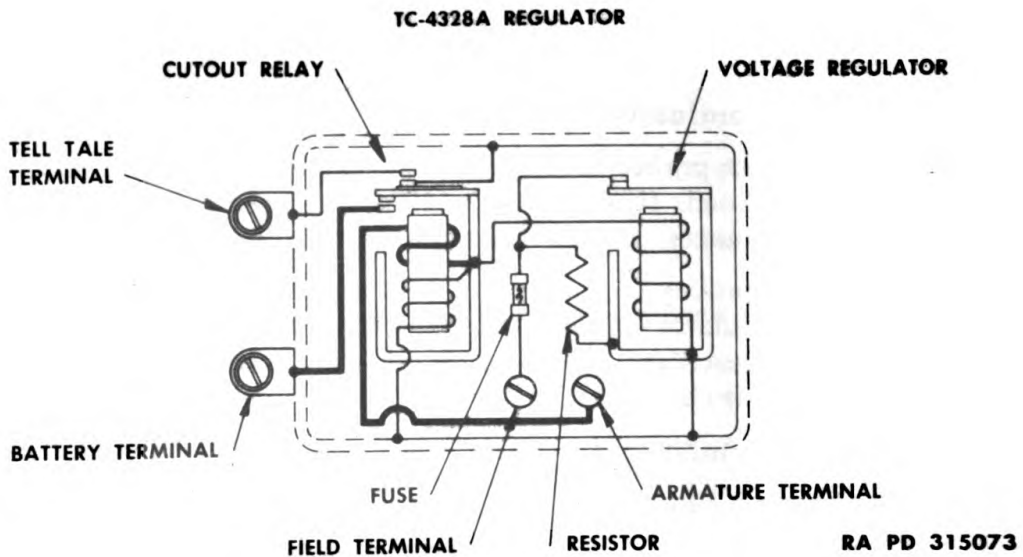 TC-4328A REGULATOR
CUTOUT RELAY
VOLTAGE REGULATOR
TELL TALE
TERMINAL
BATTERY TERMINAL
FUSE
ARMATURE TERMINAL
FIELD TERMINAL
RESISTOR
RA PD 315073